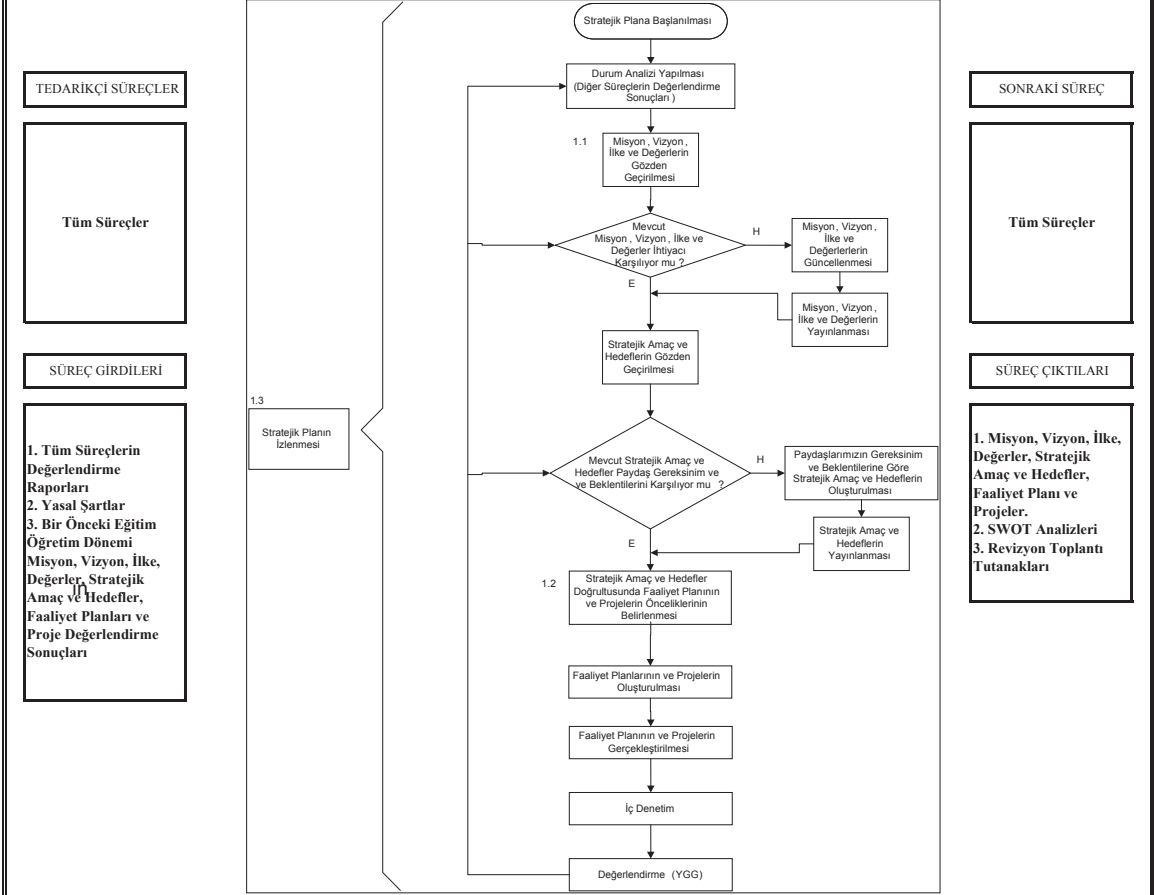 TEDARİKÇİ SÜREÇLER
Tüm Süreçler
SÜREÇ GİRDİLERİ
1. Tüm Süreçlerin
Değerlendirme
Raporları
2. Yasal Şartlar
3. Bir Önceki Eğitim
Öğretim Dönemi
Misyon, Vizyon, İlke,
Değerler, Stratejik
Amaç ve Hedefler,
Faaliyet Planları ve
Proje Değerlendirme
Sonuçları
in
1.3
Stratejik Planın
İzlenmesi
Stratejik Plana Başlanılması
Durum Analizi Yapılması
(Diğer Süreçlerin Değerlendirme
Sonuçları )
1.1
Misyon , Vizyon ,
İlke ve Değerlerin
Gözden
Geçirilmesi
Mevcut
Misyon , Vizyon , İlke ve
Değerler İhtiyacı
Karşılıyor mu ?
H
Misyon, Vizyon ,
İlke ve
Değerlerlerin
Güncellenmesi
E
Misyon, Vizyon,
İlke ve Değerlerin
Yayınlanması
Stratejik Amaç ve
Hedeflerin Gözden
Geçirilmesi
Mevcut Stratejik Amaç ve
Hedefler Paydaş Gereksinim ve
ve Beklentilerini Karşılıyor mu ?
H
Paydaşlarımızın Gereksinim
ve Beklentilerine Göre
Stratejik Amaç ve Hedeflerin
Oluşturulması
E
Stratejik Amaç ve
Hedeflerin
Yayınlanması
1.2
Stratejik Amaç ve Hedefler
Doğrultusunda Faaliyet Planının
ve Projelerin Önceliklerinin
Belirlenmesi
Faaliyet Planlarının ve Projelerin
Oluşturulması
Faaliyet Planının ve Projelerin
Gerçekleştirilmesi
İç Denetim
Değerlendirme (YGG)
SONRAKİ SÜREÇ
Tüm Süreçler
SÜREÇ ÇIKTILARI
1. Misyon, Vizyon, İlke,
Değerler, Stratejik
Amaç ve Hedefler,
Faaliyet Planı ve
Projeler.
2. SWOT Analizleri
3. Revizyon Toplantı
Tutanakları